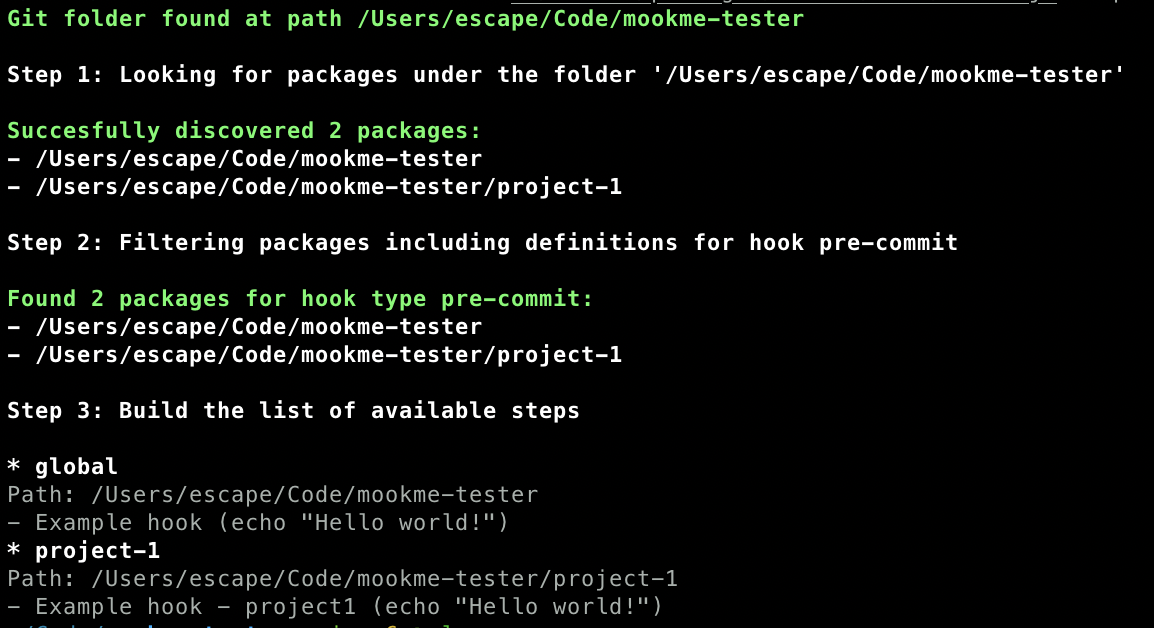 Git folder found at path /Users/escape/Code/mookme-tester
Step 1: Looking for packages under the folder '/Users/escape/Code/mookme-tester'
Succesfully discovered 2 packages:
- /Users/escape/Code/mookme-tester
- /Users/escape/Code/mookme-tester/project-1
Step 2: Filtering packages including definitions for hook pre-commit
Found 2 packages for hook type pre-commit:
- /Users/escape/Code/mookme-tester
- /Users/escape/Code/mookme-tester/project-1
Step 3: Build the list of available steps
* global
Path: /Users/escape/Code/mookme-tester
- Example hook (echo "Hello world!")
* project-1
Path: /Users/escape/Code/mookme-tester/project-1
- Example hook - project1 (echo "Hello world!")